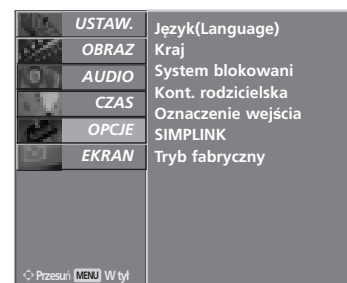 USTAW.
OBRAZ
AUDIO
CZAS
OPCJE
EKRAN
Język(Language)
Kraj
System blokowani
Kont. rodzicielska
Oznaczenie wejścia
SIMPLINK
Tryb fabryczny
Przesuń MENU W tył